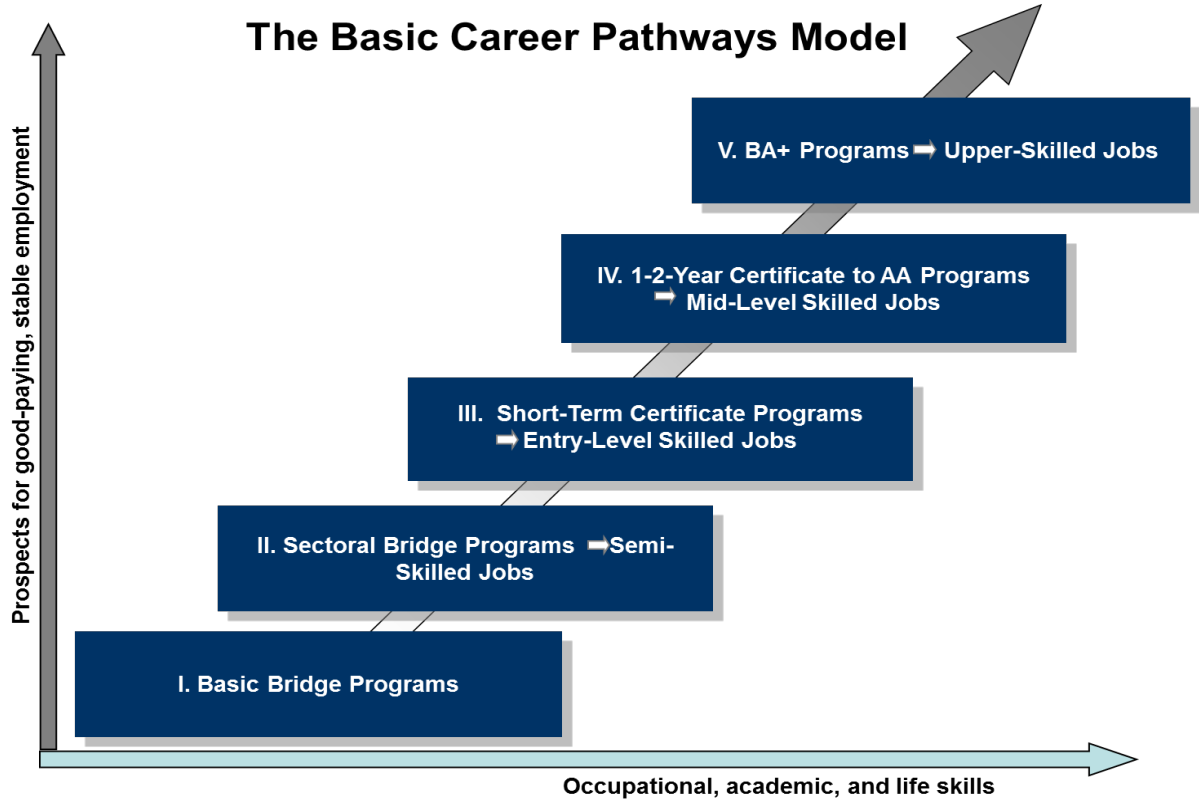 The Basic Career Pathways Model
Prospects for good-paying, stable employment
V. BA+ Programs Upper-Skilled Jobs
IV. 1-2-Year Certificate to AA Programs
Mid-Level Skilled Jobs
III. Short-Term Certificate Programs
Entry-Level Skilled Jobs
II. Sectoral Bridge Programs Semi-
Skilled Jobs
I. Basic Bridge Programs
Occupational, academic, and life skills